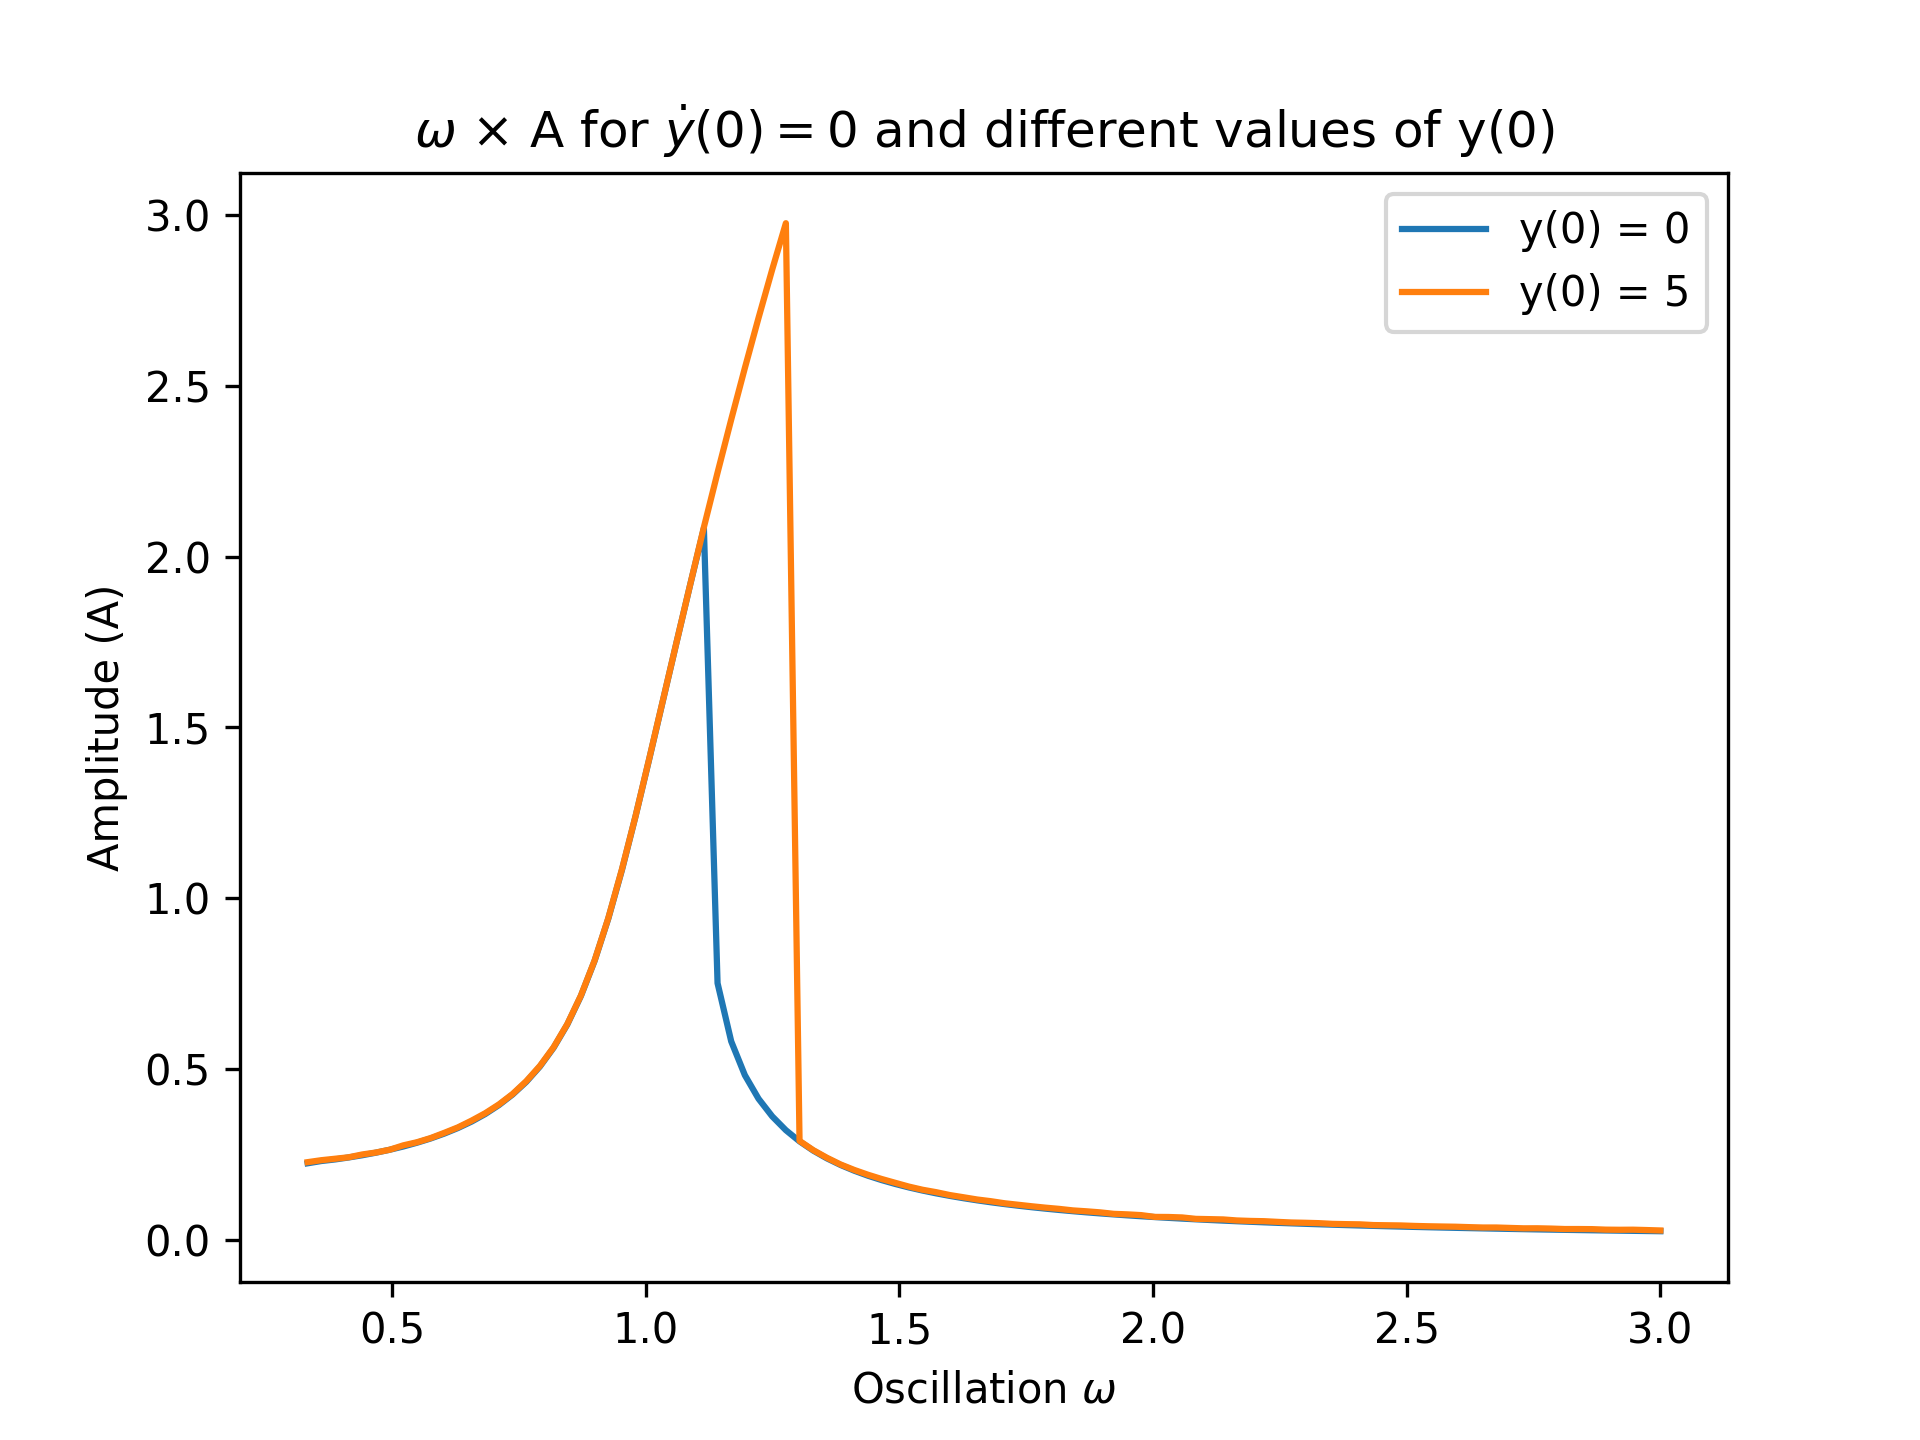 ω × A for ẏ(0) = 0 and different values of y(0)
y(0) = 0
y(0) = 5
3.0
2.5
2.0
1.5
1.0
0.5
0.0
Amplitude (A)
0.5 1.0 1.5 2.0 2.5 3.0
Oscillation ω